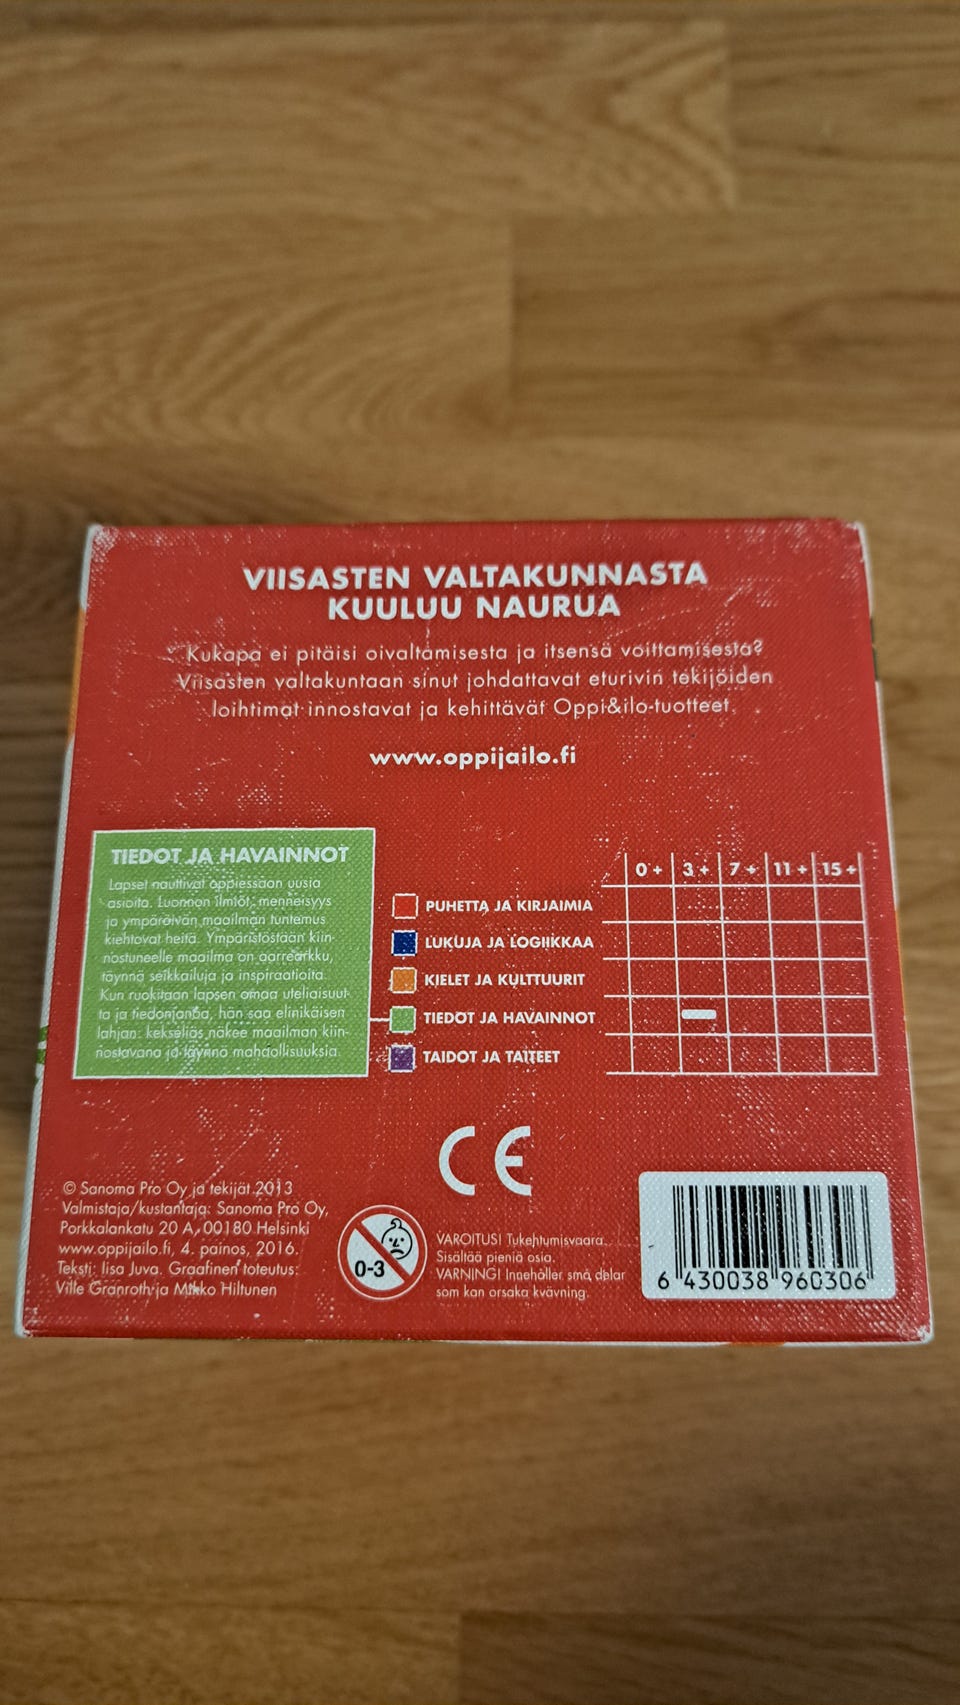 VIISASTEN VALTAKUNNASTA
KUULUU NAURUA
Kukapa ei pitäisi oivaltamisesta ja itsensä voittamisesta?
Viisasten valtakuntaan sinut johdattavat eturivin tekijöiden
loihtimat innostavat ja kehittävät Oppi&ilo-tuotteet.
www.oppijailo.fi
TIEDOT JA HAVAINNOT
Lapset nauttivat oppiessaan uusia
asioita. Luonnon ilmiöt, menneisyys
ja ympäröivän maailman tuntemus
kiehtovat heitä. Ympäristöstään kiin-
nostuneelle maailma on aarrearkku,
täynnä seikkailuja ja inspiraatioita.
Kun ruokitaan lapsen omaa uteliaisuut-
ta ja tiedonjanoa, hän saa elinikäisen
lahjan: kekseliäs näkee maailman kiin-
nostavana ja täynnä mahdollisuuksia.
0+ 3+ 7+ 11+ 15+
PUHETTA JA KIRJAIMIA
LUKUJA JA LOGIIKKAA
KIELET JA KULTTUURIT
TIEDOT JA HAVAINNOT
TAIDOT JA TAITEET
CE
© Sanoma Pro Oy ja tekijät 2013
Valmistaja/kustantaja: Sanoma Pro Oy,
Porkkalankatu 20 A, 00180 Helsinki
www.oppijailo.fi, 4. painos, 2016.
Teksti: Iisa Juva. Graafinen toteutus:
Ville Granroth ja Mikko Hiltunen
0-3
VAROITUS! Tukehtumisvaara.
Sisältää pieniä osia.
VARNING! Innehåller små delar
som kan orsaka kvävning.
6 430038 960306